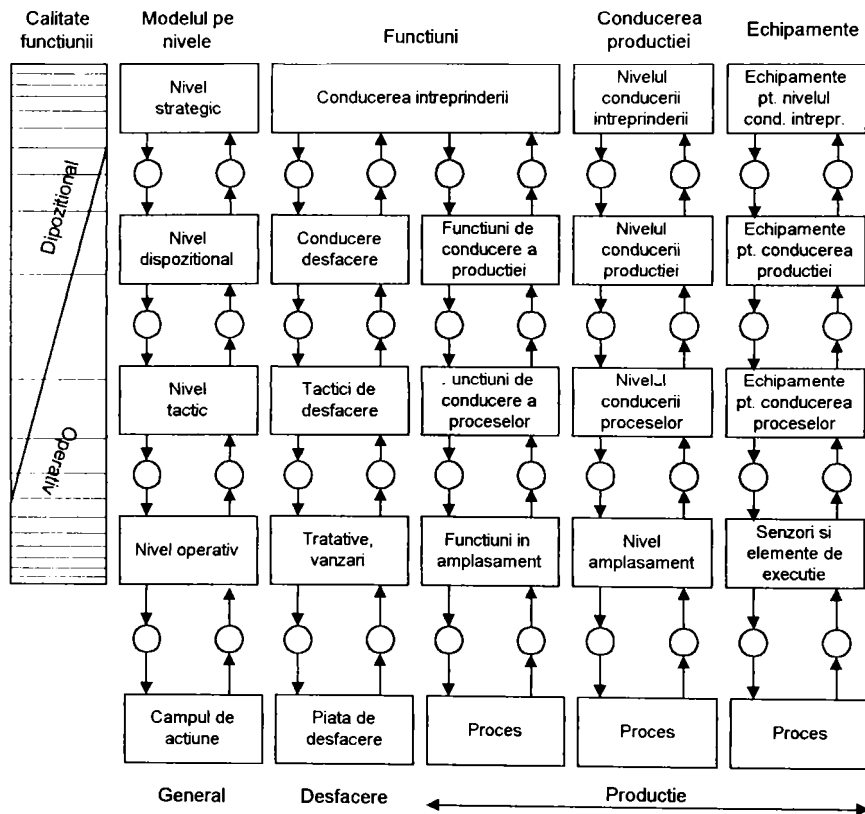 Calitate
functiunii
Modelul pe
nivele
Functiuni
Conducerea
productiei
Echipamente
Dipozitional
Operativ
Nivel
strategic
Conducerea intreprinderii
Nivelul
conducerii
intreprinderii
Echipamente
pt. nivelul
cond. intrepr.
Nivel
dispozitional
Conducere
desfacere
Functiuni de
conducere a
productiei
Nivelul
conducerii
productiei
Echipamente
pt. conducerea
productiei
Nivel
tactic
Tactici de
desfacere
. unctiuni de
conducere a
proceselor
Nivelul
conducerii
proceselor
Echipamente
pt. conducerea
proceselor
Nivel operativ
Tratative,
vanzari
Functiuni in
amplasament
Nivel
amplasament
Senzori si
elemente de
executie
Campul de
actiune
Piata de
desfacere
Proces
Proces
Proces
General
Desfacere
Productie